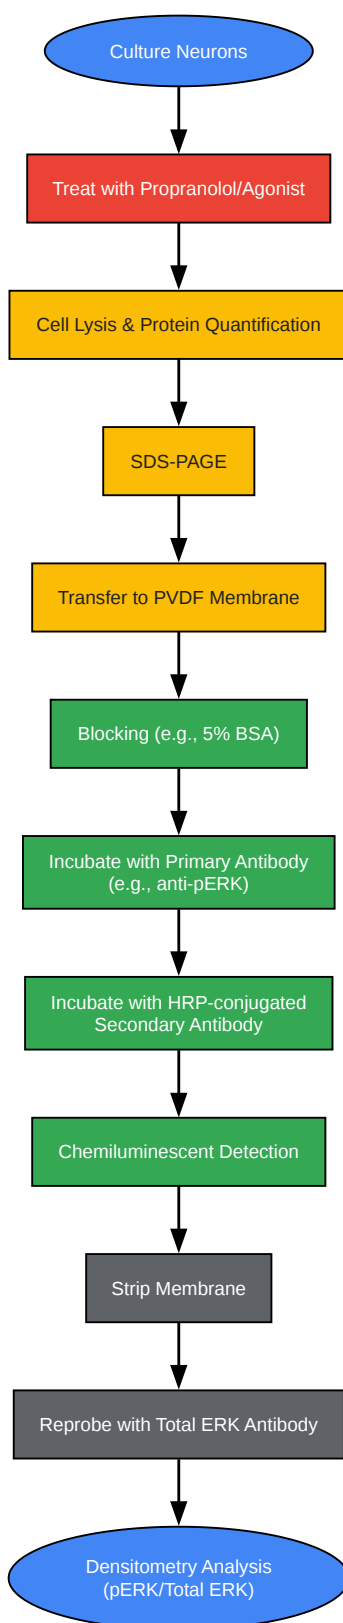 Culture Neurons
Treat with Propranolol/Agonist
Cell Lysis & Protein Quantification
SDS-PAGE
Transfer to PVDF Membrane
Blocking (e.g., 5% BSA)
Incubate with Primary Antibody
(e.g., anti-pERK)
Incubate with HRP-conjugated
Secondary Antibody
Chemiluminescent Detection
Strip Membrane
Reprobe with Total ERK Antibody
Densitometry Analysis
(pERK/Total ERK)